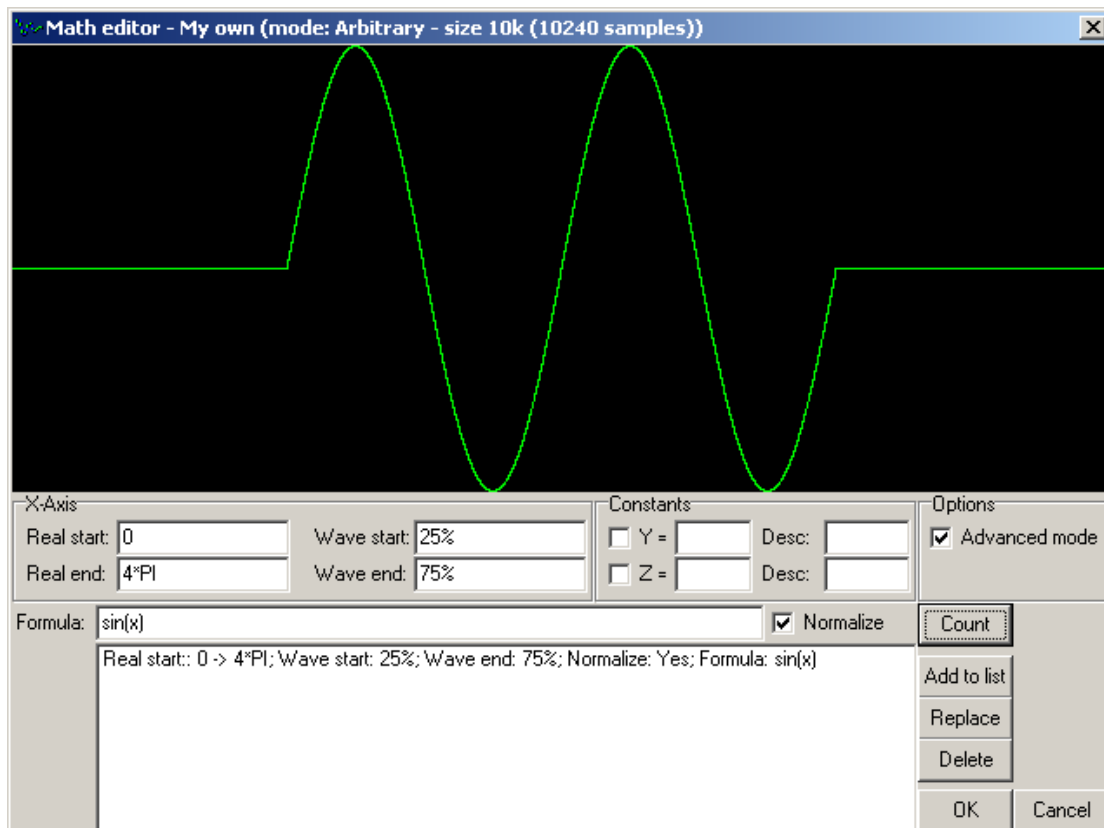 Math editor - My own (mode: Arbitrary - size 10k (10240 samples))
X-Axis
Constants
Options
Real start: 0
Wave start: 25%
Y =
Desc:
Advanced mode
Real end: 4*PI
Wave end: 75%
Z =
Desc:
Formula: sin(x)
Normalize
Count
Real start:: 0 -> 4*PI; Wave start: 25%; Wave end: 75%; Normalize: Yes; Formula: sin(x)
Add to list
Replace
Delete
OK
Cancel